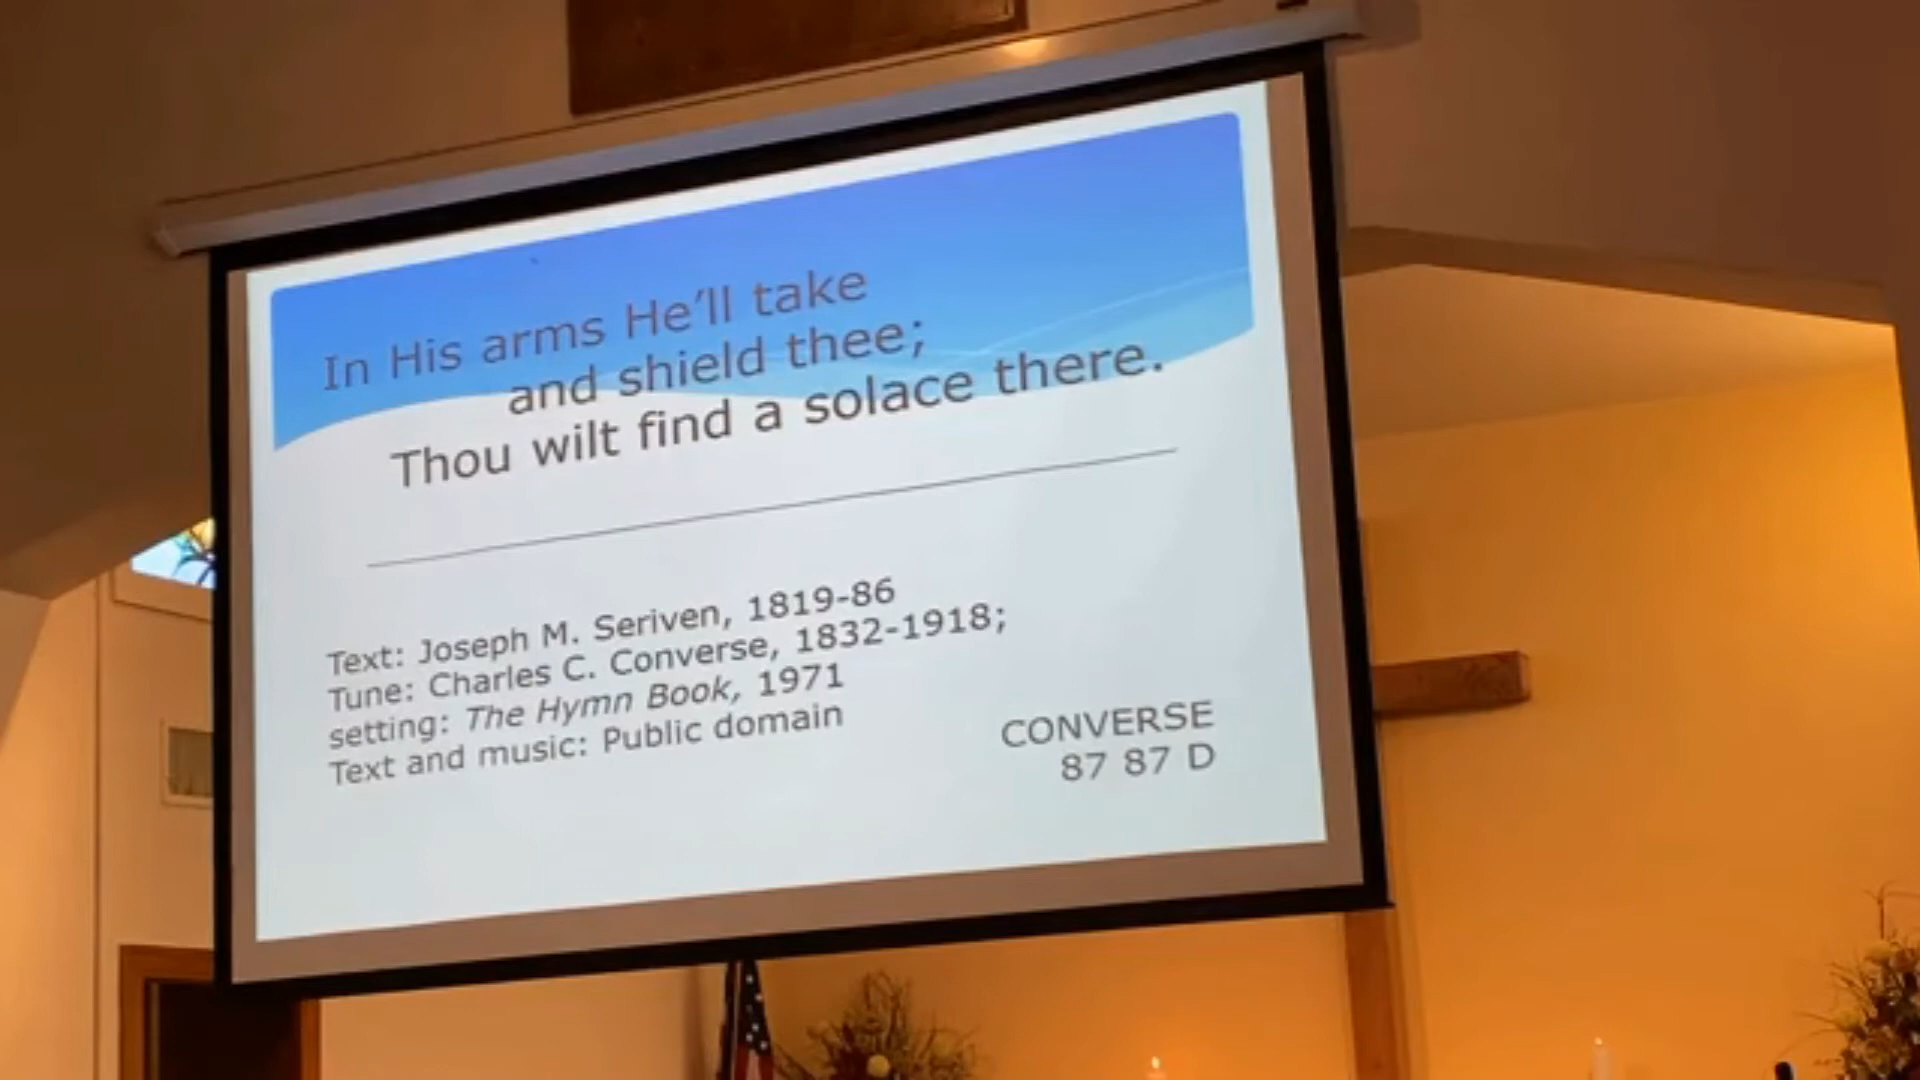 In His arms He'll take
and shield thee;
Thou wilt find a solace there.
Text: Joseph M. Seriven, 1819-86
Tune: Charles C. Converse, 1832-1918;
setting: The Hymn Book, 1971
Text and music: Public domain
CONVERSE
87 87 D